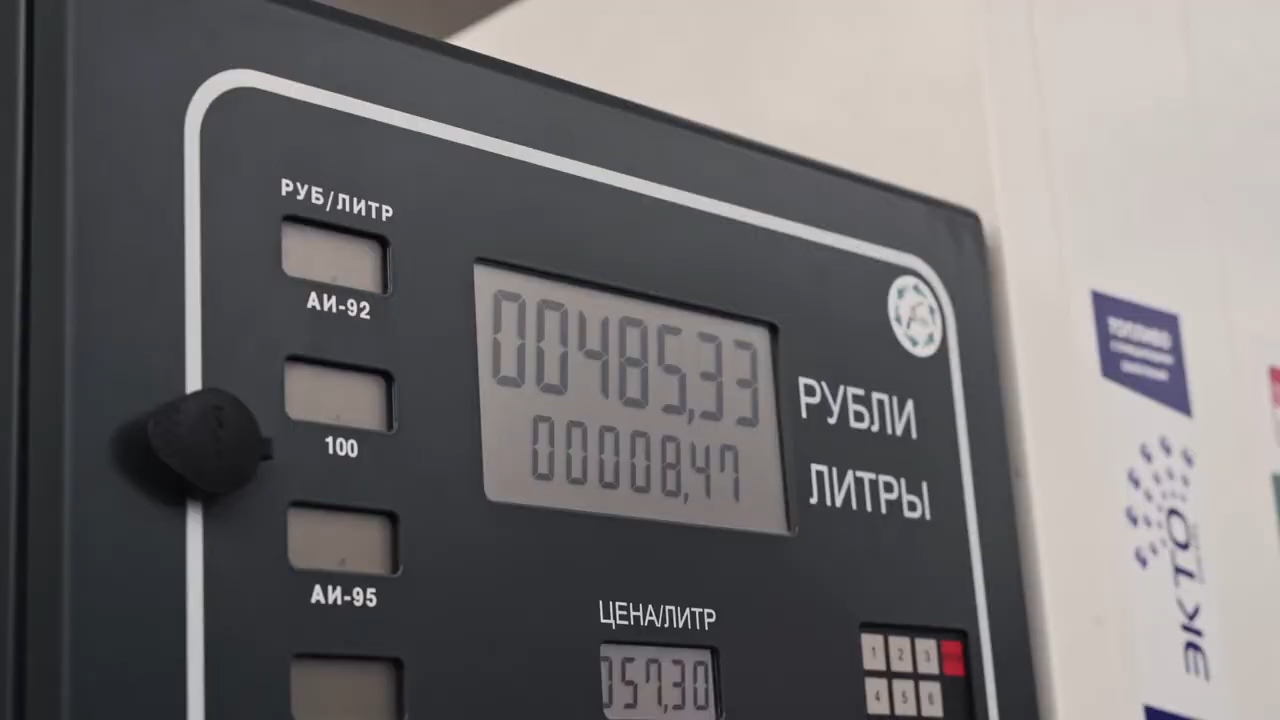 РУБ/ЛИТР
АИ-92
100
АИ-95
00485,33
РУБЛИ
00008,47
ЛИТРЫ
ЦЕНА/ЛИТР
057,30
1 2 3
4 5 6
ТОПЛИВО
ЭКТО